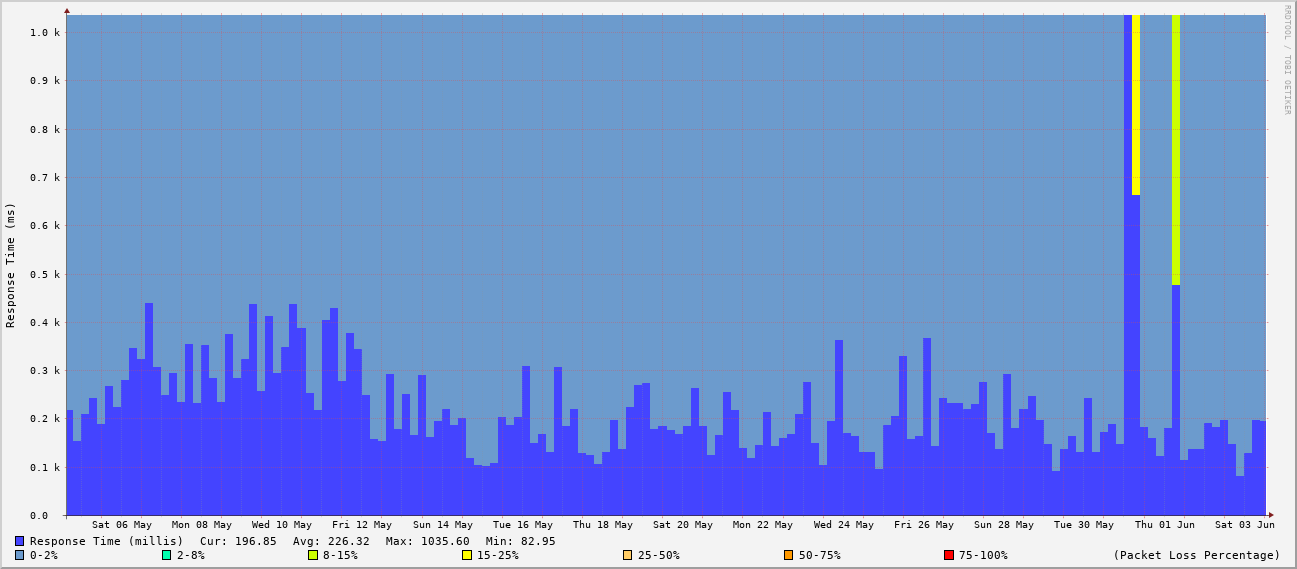 RRDTOOL / TOBI OETIKER
Response Time (ms)
1.0 k
0.9 k
0.8 k
0.7 k
0.6 k
0.5 k
0.4 k
0.3 k
0.2 k
0.1 k
0.0
Sat 06 May Mon 08 May Wed 10 May Fri 12 May Sun 14 May Tue 16 May Thu 18 May Sat 20 May Mon 22 May Wed 24 May Fri 26 May Sun 28 May Tue 30 May Thu 01 Jun Sat 03 Jun
Response Time (millis) Cur: 196.85 Avg: 226.32 Max: 1035.60 Min: 82.95
0-2% 2-8% 8-15% 15-25% 25-50% 50-75% 75-100% (Packet Loss Percentage)